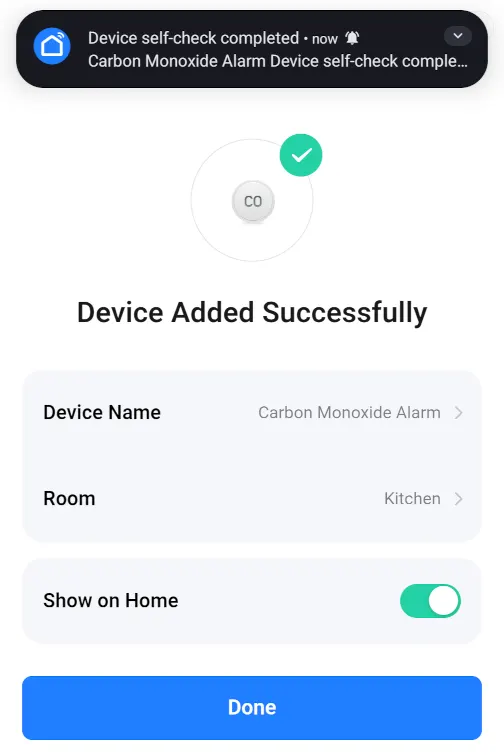 Device self-check completed • now
Carbon Monoxide Alarm Device self-check comple...
CO
Device Added Successfully
Device Name Carbon Monoxide Alarm
Room Kitchen
Show on Home
Done